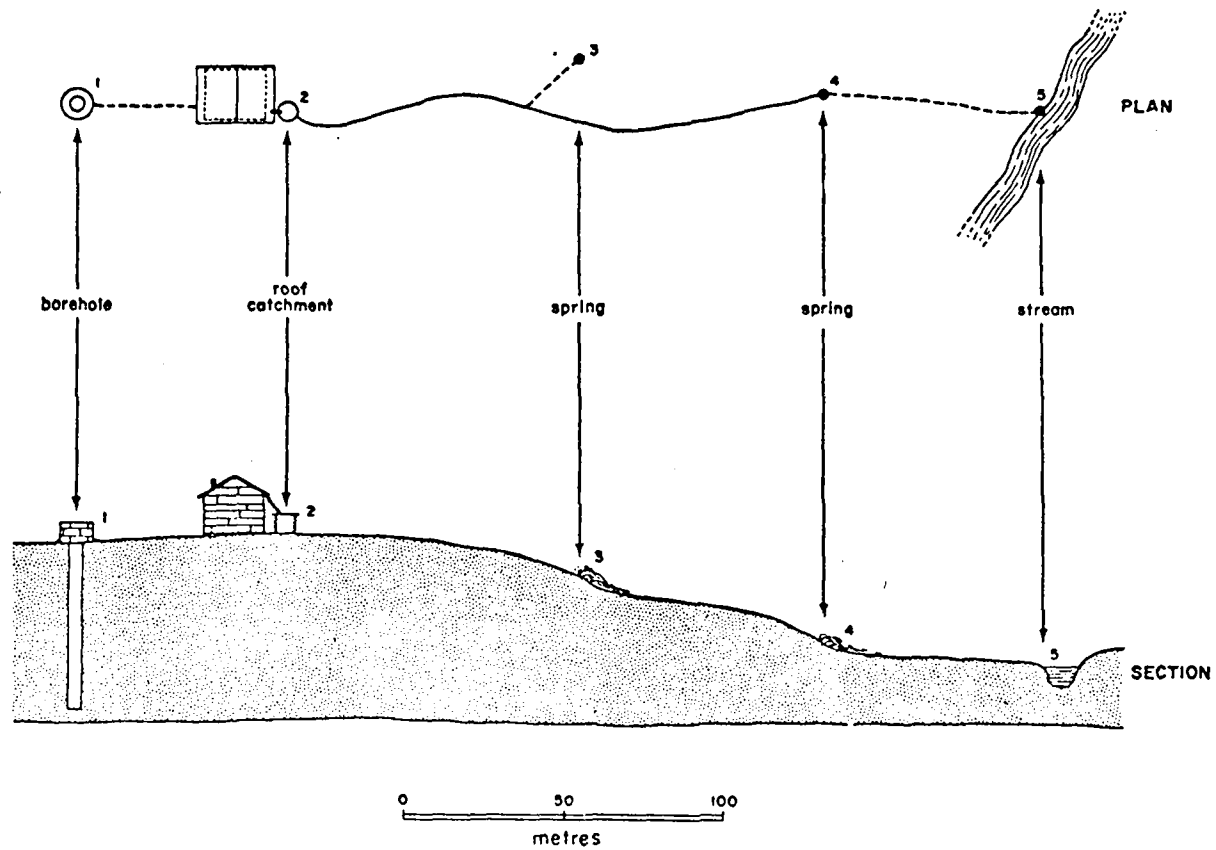 1
2
3
4
5
PLAN
borehole
roof
catchment
spring
spring
stream
1
2
3
4
5
SECTION
0 50 100
metres